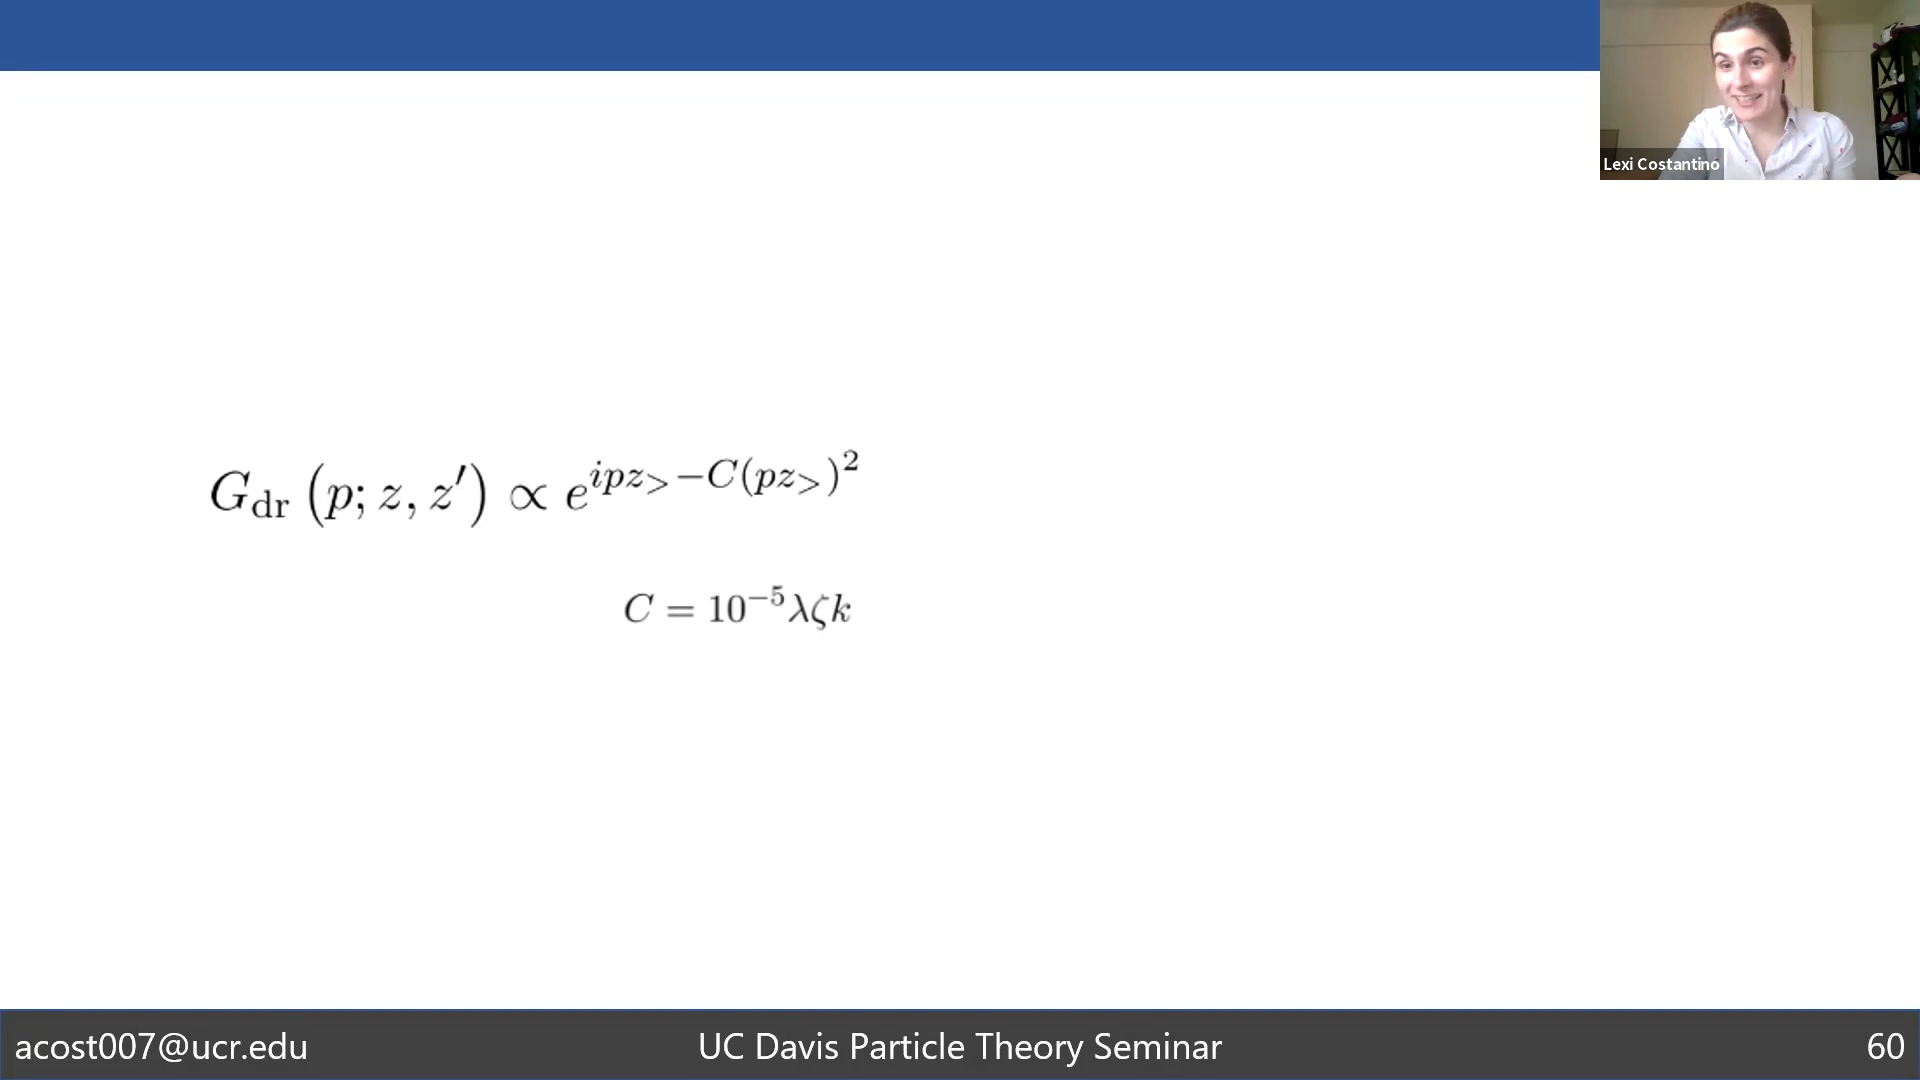 Lexi Costantino
G_dr (p; z, z′) ∝ e^{ipz_> −C(pz_>)^2}
C = 10^{−5}λζk
acost007@ucr.edu
UC Davis Particle Theory Seminar
60